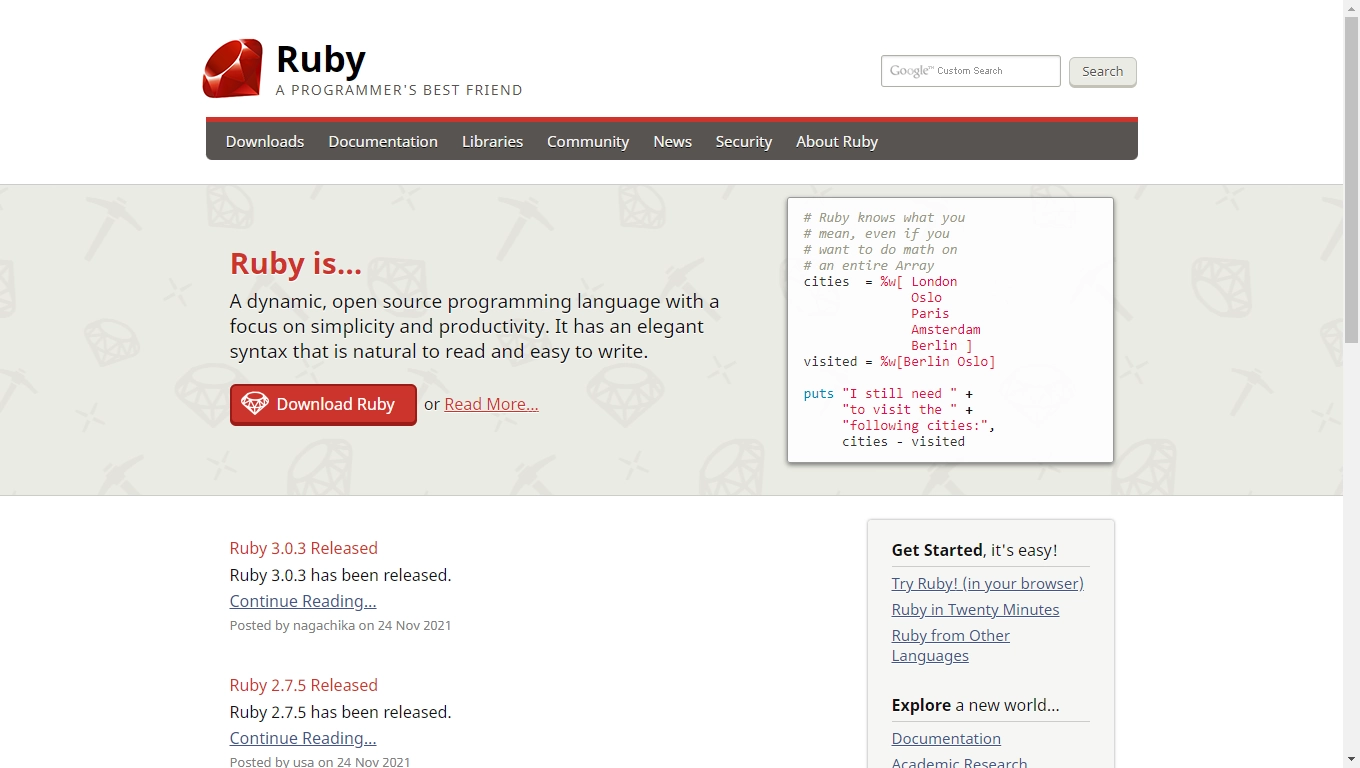 Ruby
A PROGRAMMER'S BEST FRIEND
Google™ Custom Search
Search
Downloads
Documentation
Libraries
Community
News
Security
About Ruby
Ruby is...
A dynamic, open source programming language with a
focus on simplicity and productivity. It has an elegant
syntax that is natural to read and easy to write.
Download Ruby
or Read More...
# Ruby knows what you
# mean, even if you
# want to do math on
# an entire Array
cities  = %w[ London
              Oslo
              Paris
              Amsterdam
              Berlin ]
visited = %w[Berlin Oslo]
puts "I still need " +
     "to visit the " +
     "following cities:",
     cities - visited
Ruby 3.0.3 Released
Ruby 3.0.3 has been released.
Continue Reading...
Posted by nagachika on 24 Nov 2021
Ruby 2.7.5 Released
Ruby 2.7.5 has been released.
Continue Reading...
Posted by usa on 24 Nov 2021
Get Started, it's easy!
Try Ruby! (in your browser)
Ruby in Twenty Minutes
Ruby from Other
Languages
Explore a new world...
Documentation
Academic Research